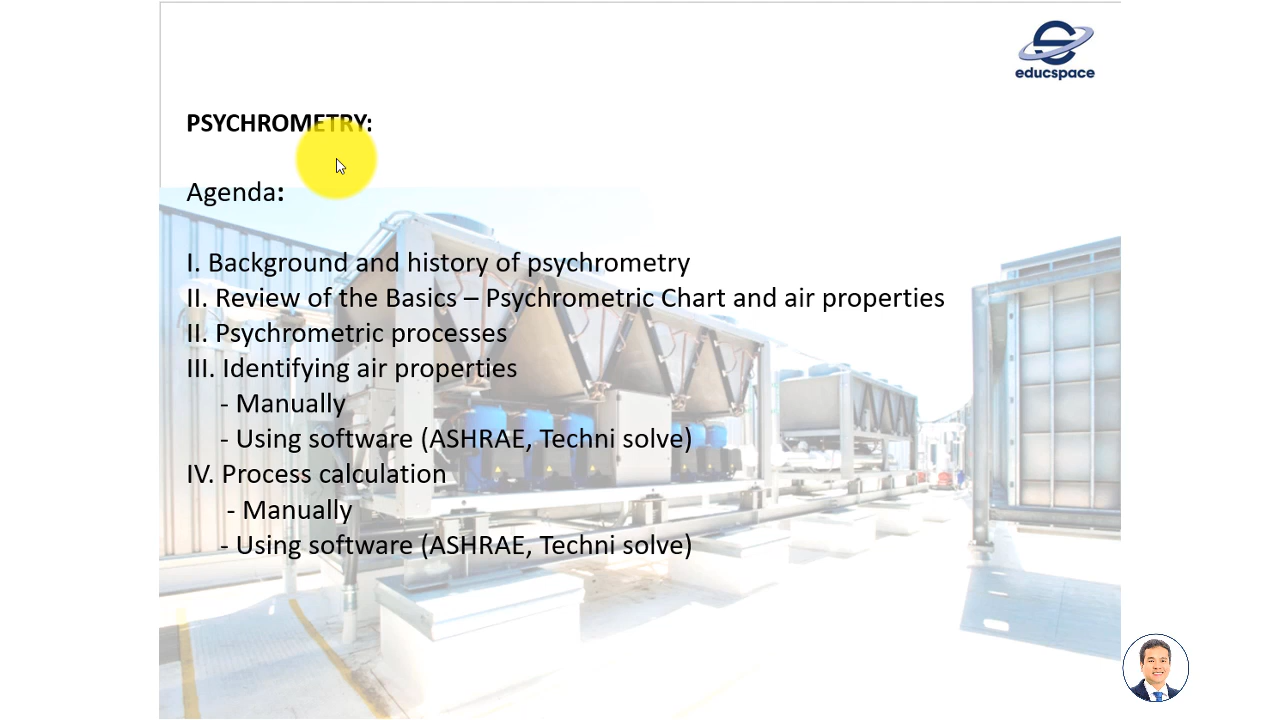 educspace
PSYCHROMETRY:
Agenda:
I. Background and history of psychrometry
II. Review of the Basics – Psychrometric Chart and air properties
II. Psychrometric processes
III. Identifying air properties
- Manually
- Using software (ASHRAE, Techni solve)
IV. Process calculation
- Manually
- Using software (ASHRAE, Techni solve)